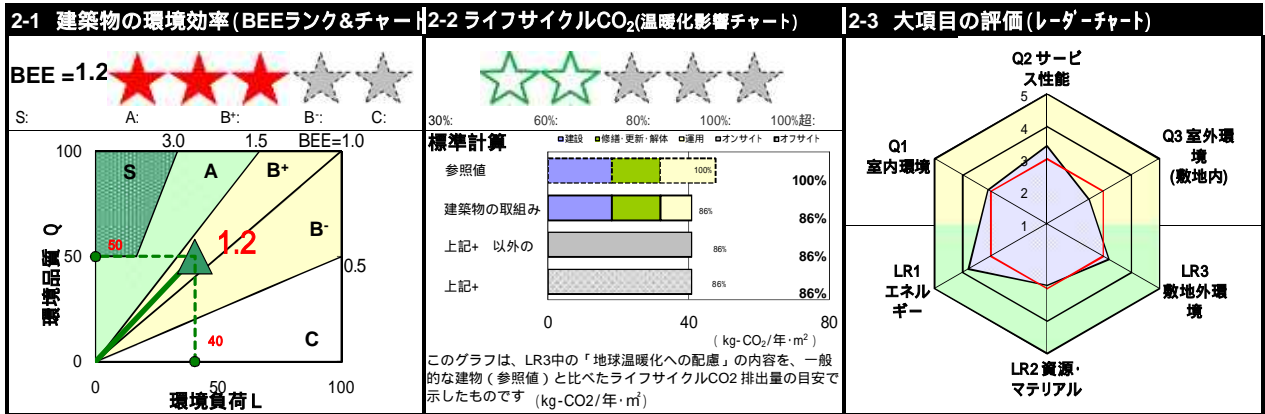 2-1 建築物の環境効率(BEEランク&チャート
BEE =1.2
S: A: B+: B-: C:
3.0 1.5 BEE=1.0
100
S A B+
B-
50
50
1.2
0.5
40
C
0
0 50 100
環境品質 Q
環境負荷 L
2-2 ライフサイクルCO2(温暖化影響チャート)
30%: 60%: 80%: 100%: 100%超:
標準計算
■建設 ■修繕・更新・解体 ■運用 ■オンサイト ■オフサイト
参照値 100% 100%
建築物の取組み 86% 86%
上記+ 以外の 86% 86%
上記+ 86% 86%
0 40 80
( kg-CO2/年・m2 )
このグラフは、LR3中の「地球温暖化への配慮」の内容を、一般
的な建物(参照値)と比べたライフサイクルCO2 排出量の目安で
示したものです (kg-CO2/年・㎡)
2-3 大項目の評価(レーダーチャート)
Q2 サービ
ス性能
5
4
3
2
1
Q1
室内環境
Q3 室外環
境
(敷地内)
LR1
エネル
ギー
LR3
敷地外環
境
LR2 資源・
マテリアル